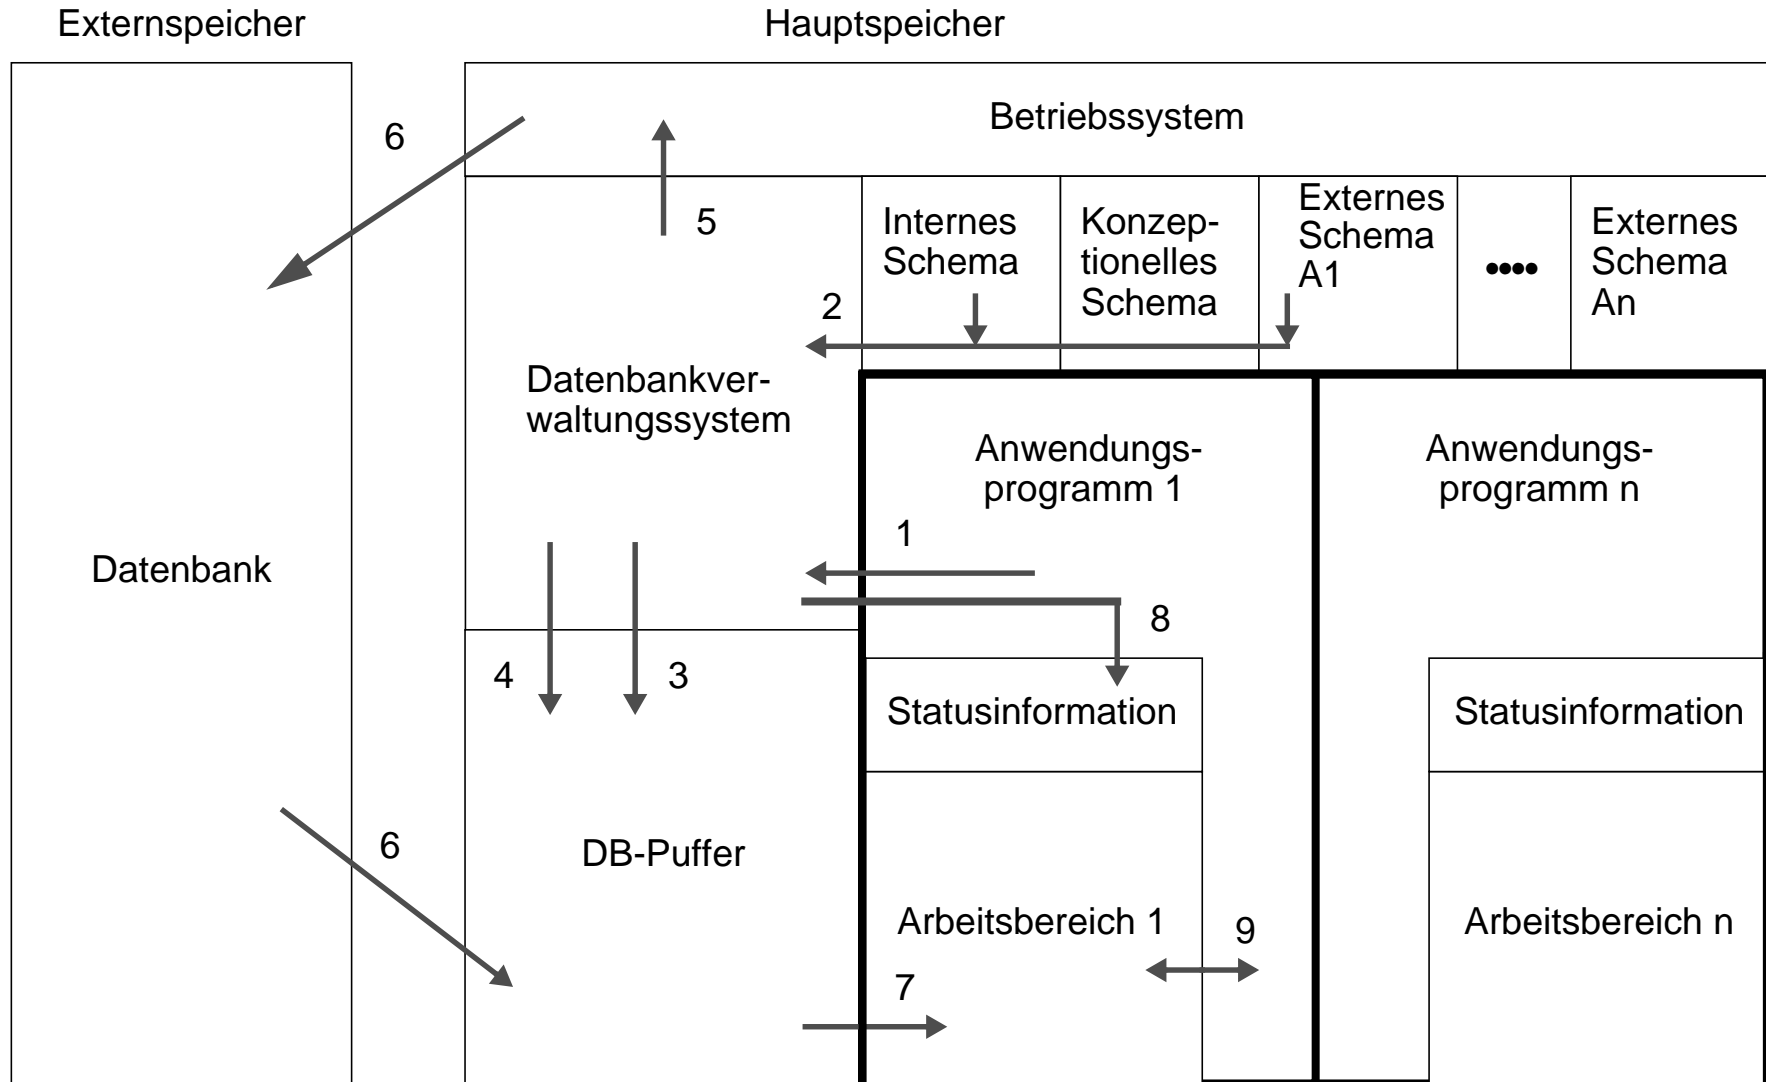 Externspeicher
Hauptspeicher
Betriebssystem
6
5
Internes
Schema
Konzep-
tionelles
Schema
Externes
Schema
A1
••••
Externes
Schema
An
2
Datenbankver-
waltungssystem
Anwendungs-
programm 1
Anwendungs-
programm n
1
Datenbank
8
4
3
Statusinformation
Statusinformation
6
DB-Puffer
Arbeitsbereich 1
9
Arbeitsbereich n
7